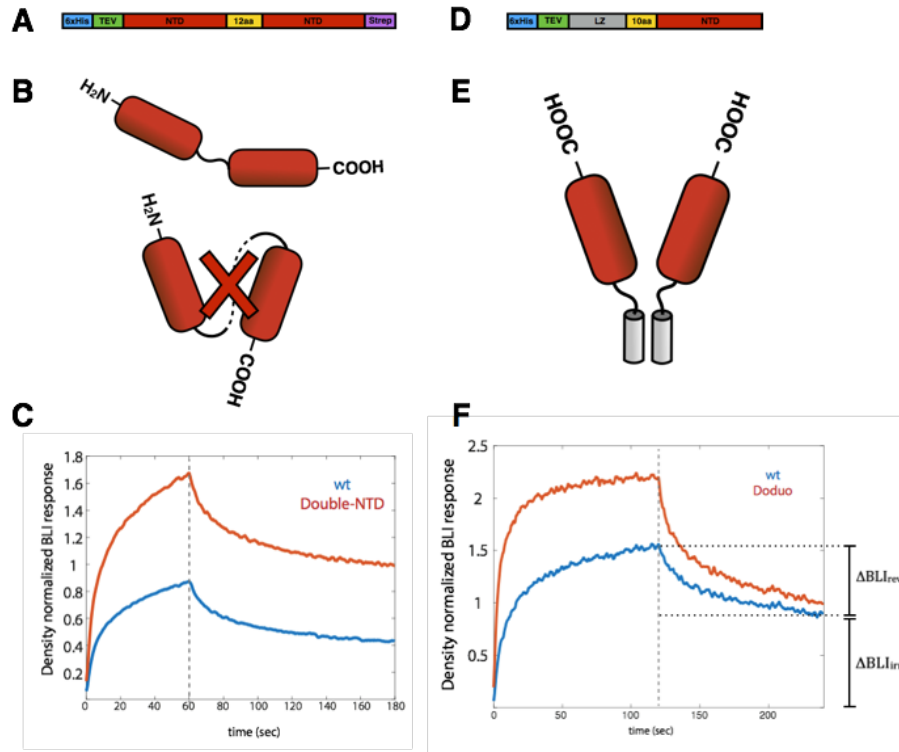 A
6xHis TEV NTD 12aa NTD Strep
D
6xHis TEV LZ 10aa NTD
B
H₂N
COOH
H₂N
COOH
E
HOOC
HOOC
C
Density normalized BLI response
1.8
1.6
1.4
1.2
1
0.8
0.6
0.4
0.2
wt
Double-NTD
0 20 40 60 80 100 120 140 160 180
time (sec)
F
Density normalized BLI response
2.5
2
1.5
1
0.5
0
wt
Doduo
0 50 100 150 200
time (sec)
ΔBLI
ΔBLI